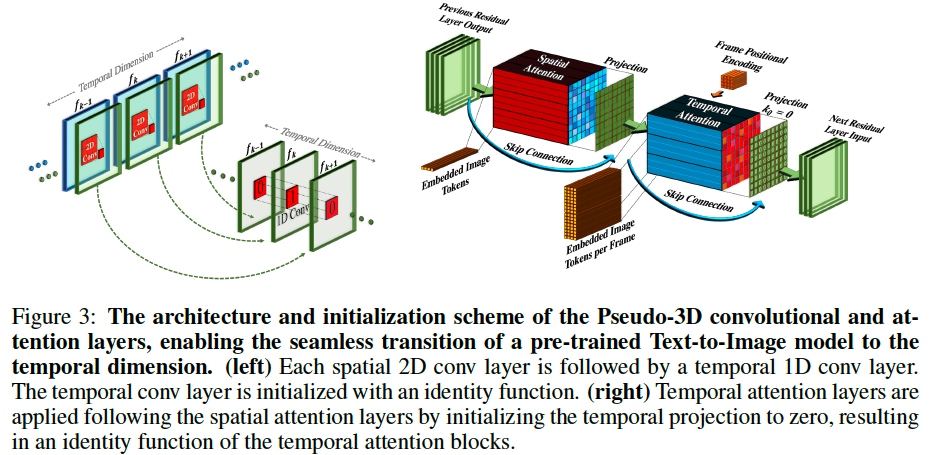 Temporal Dimension
f_{k-1}
f_k
f_{k+1}
2D
Conv
2D
Conv
2D
Conv
Temporal Dimension
f_{k-1}
f_k
f_{k+1}
0
1
0
1D Conv
Previous Residual
Layer Output
Spatial
Attention
Projection
Embedded Image
Tokens
Skip Connection
Frame Positional
Encoding
Temporal
Attention
Projection
k_0 = 0
Next Residual
Layer Input
Embedded Image
Tokens per Frame
Skip Connection
Figure 3: The architecture and initialization scheme of the Pseudo-3D convolutional and at-
tention layers, enabling the seamless transition of a pre-trained Text-to-Image model to the
temporal dimension. (left) Each spatial 2D conv layer is followed by a temporal 1D conv layer.
The temporal conv layer is initialized with an identity function. (right) Temporal attention layers are
applied following the spatial attention layers by initializing the temporal projection to zero, resulting
in an identity function of the temporal attention blocks.